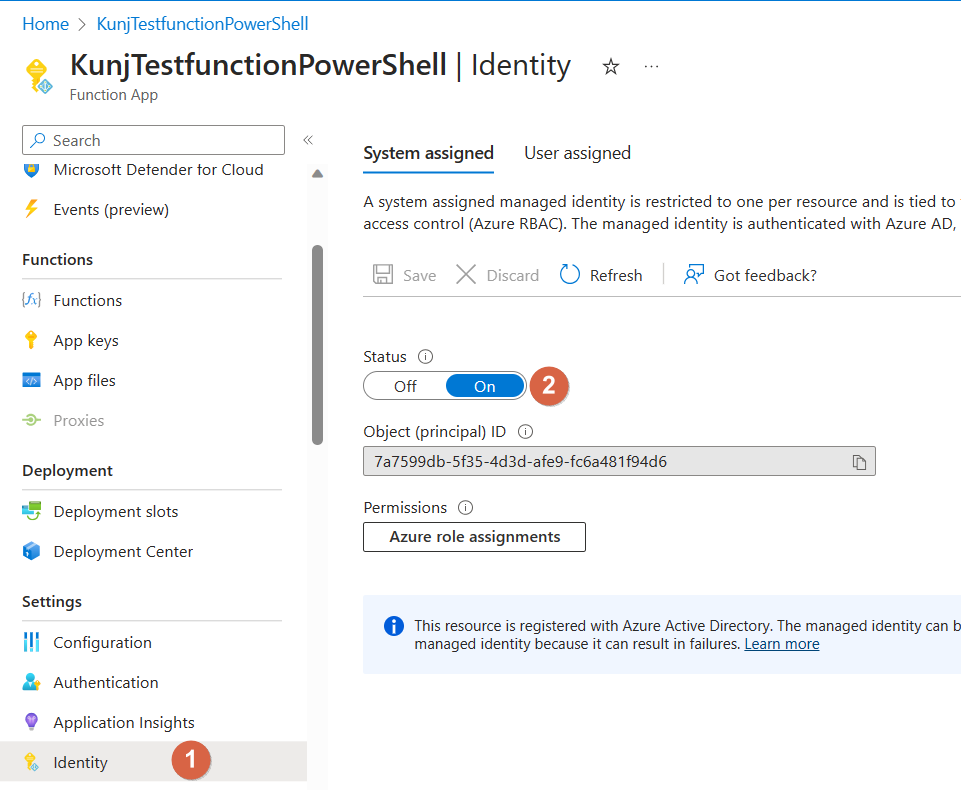 Home > KunjTestfunctionPowerShell
KunjTestfunctionPowerShell | Identity
Function App
Search
Microsoft Defender for Cloud
Events (preview)
Functions
Functions
App keys
App files
Proxies
Deployment
Deployment slots
Deployment Center
Settings
Configuration
Authentication
Application Insights
Identity
1
System assigned User assigned
A system assigned managed identity is restricted to one per resource and is tied to
access control (Azure RBAC). The managed identity is authenticated with Azure AD,
Save Discard Refresh Got feedback?
Status
Off On 2
Object (principal) ID
7a7599db-5f35-4d3d-afe9-fc6a481f94d6
Permissions
Azure role assignments
This resource is registered with Azure Active Directory. The managed identity can b
managed identity because it can result in failures. Learn more